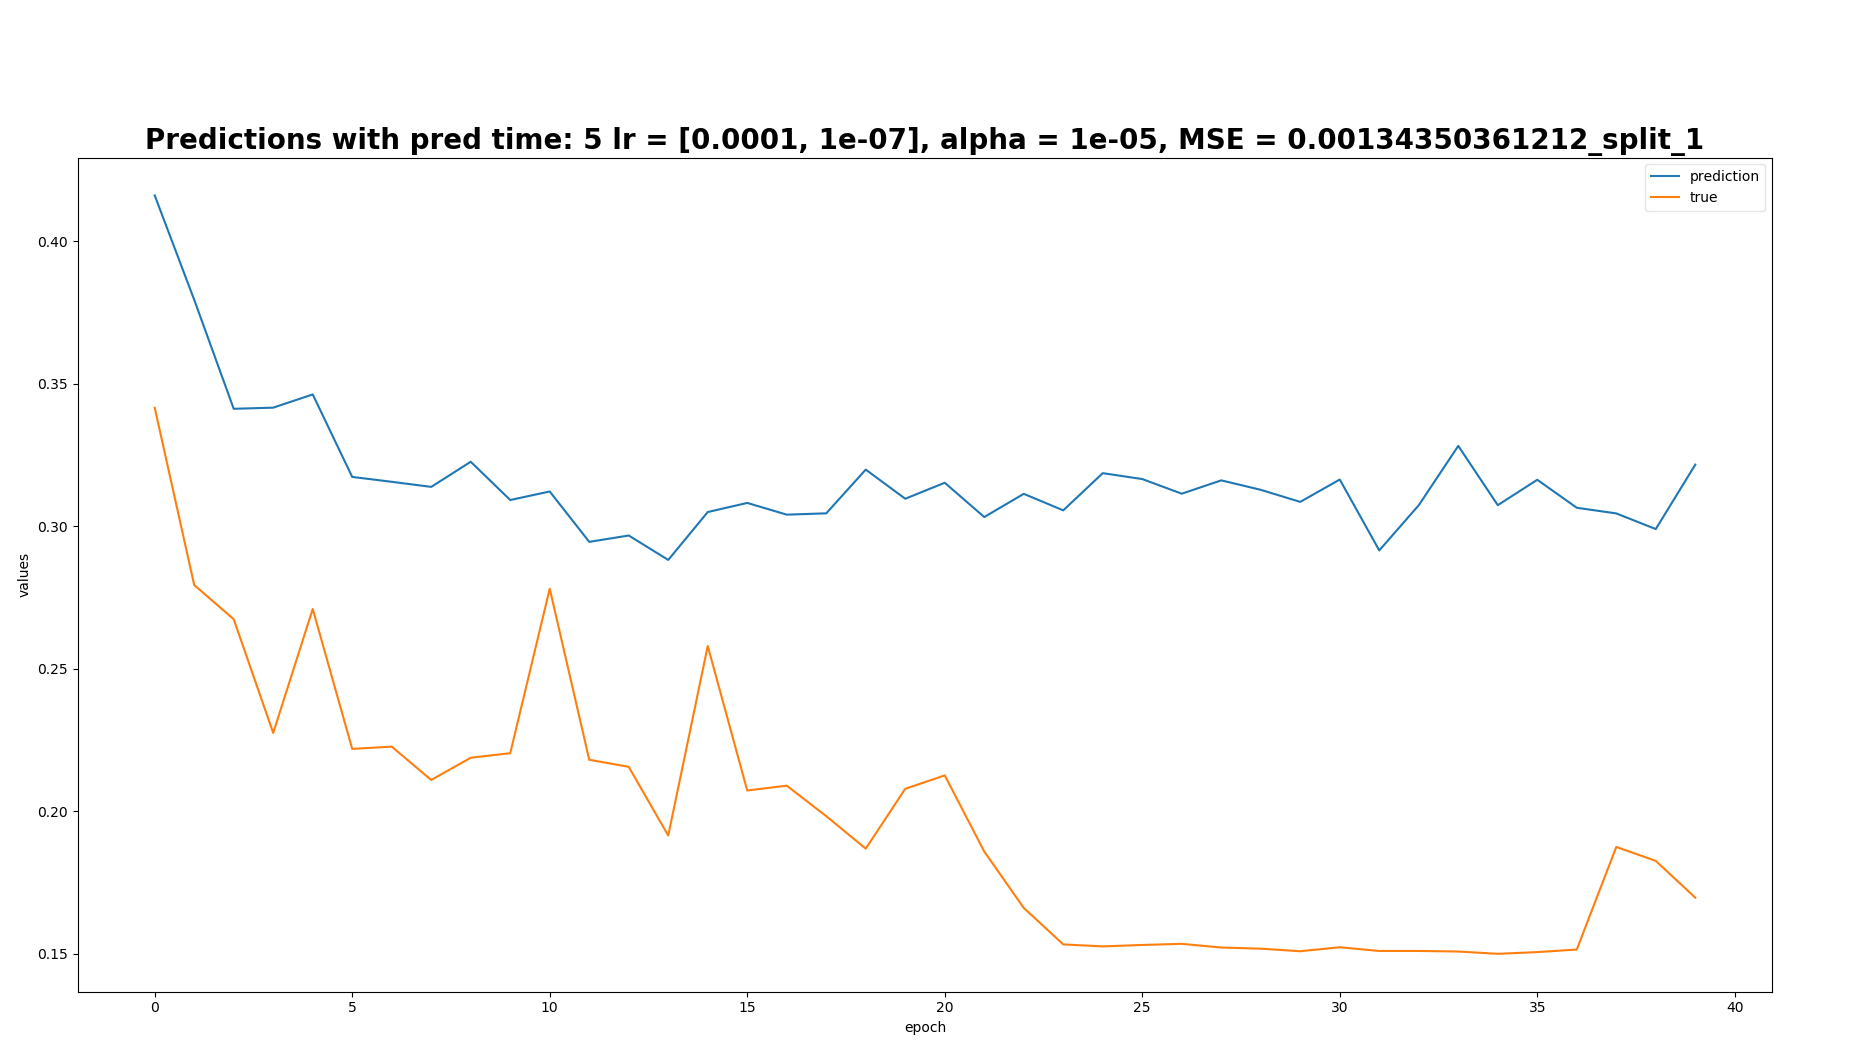 Predictions with pred time: 5 lr = [0.0001, 1e-07], alpha = 1e-05, MSE = 0.00134350361212_split_1
prediction
true
0.40
0.35
0.30
0.25
0.20
0.15
values
0 5 10 15 20 25 30 35 40
epoch